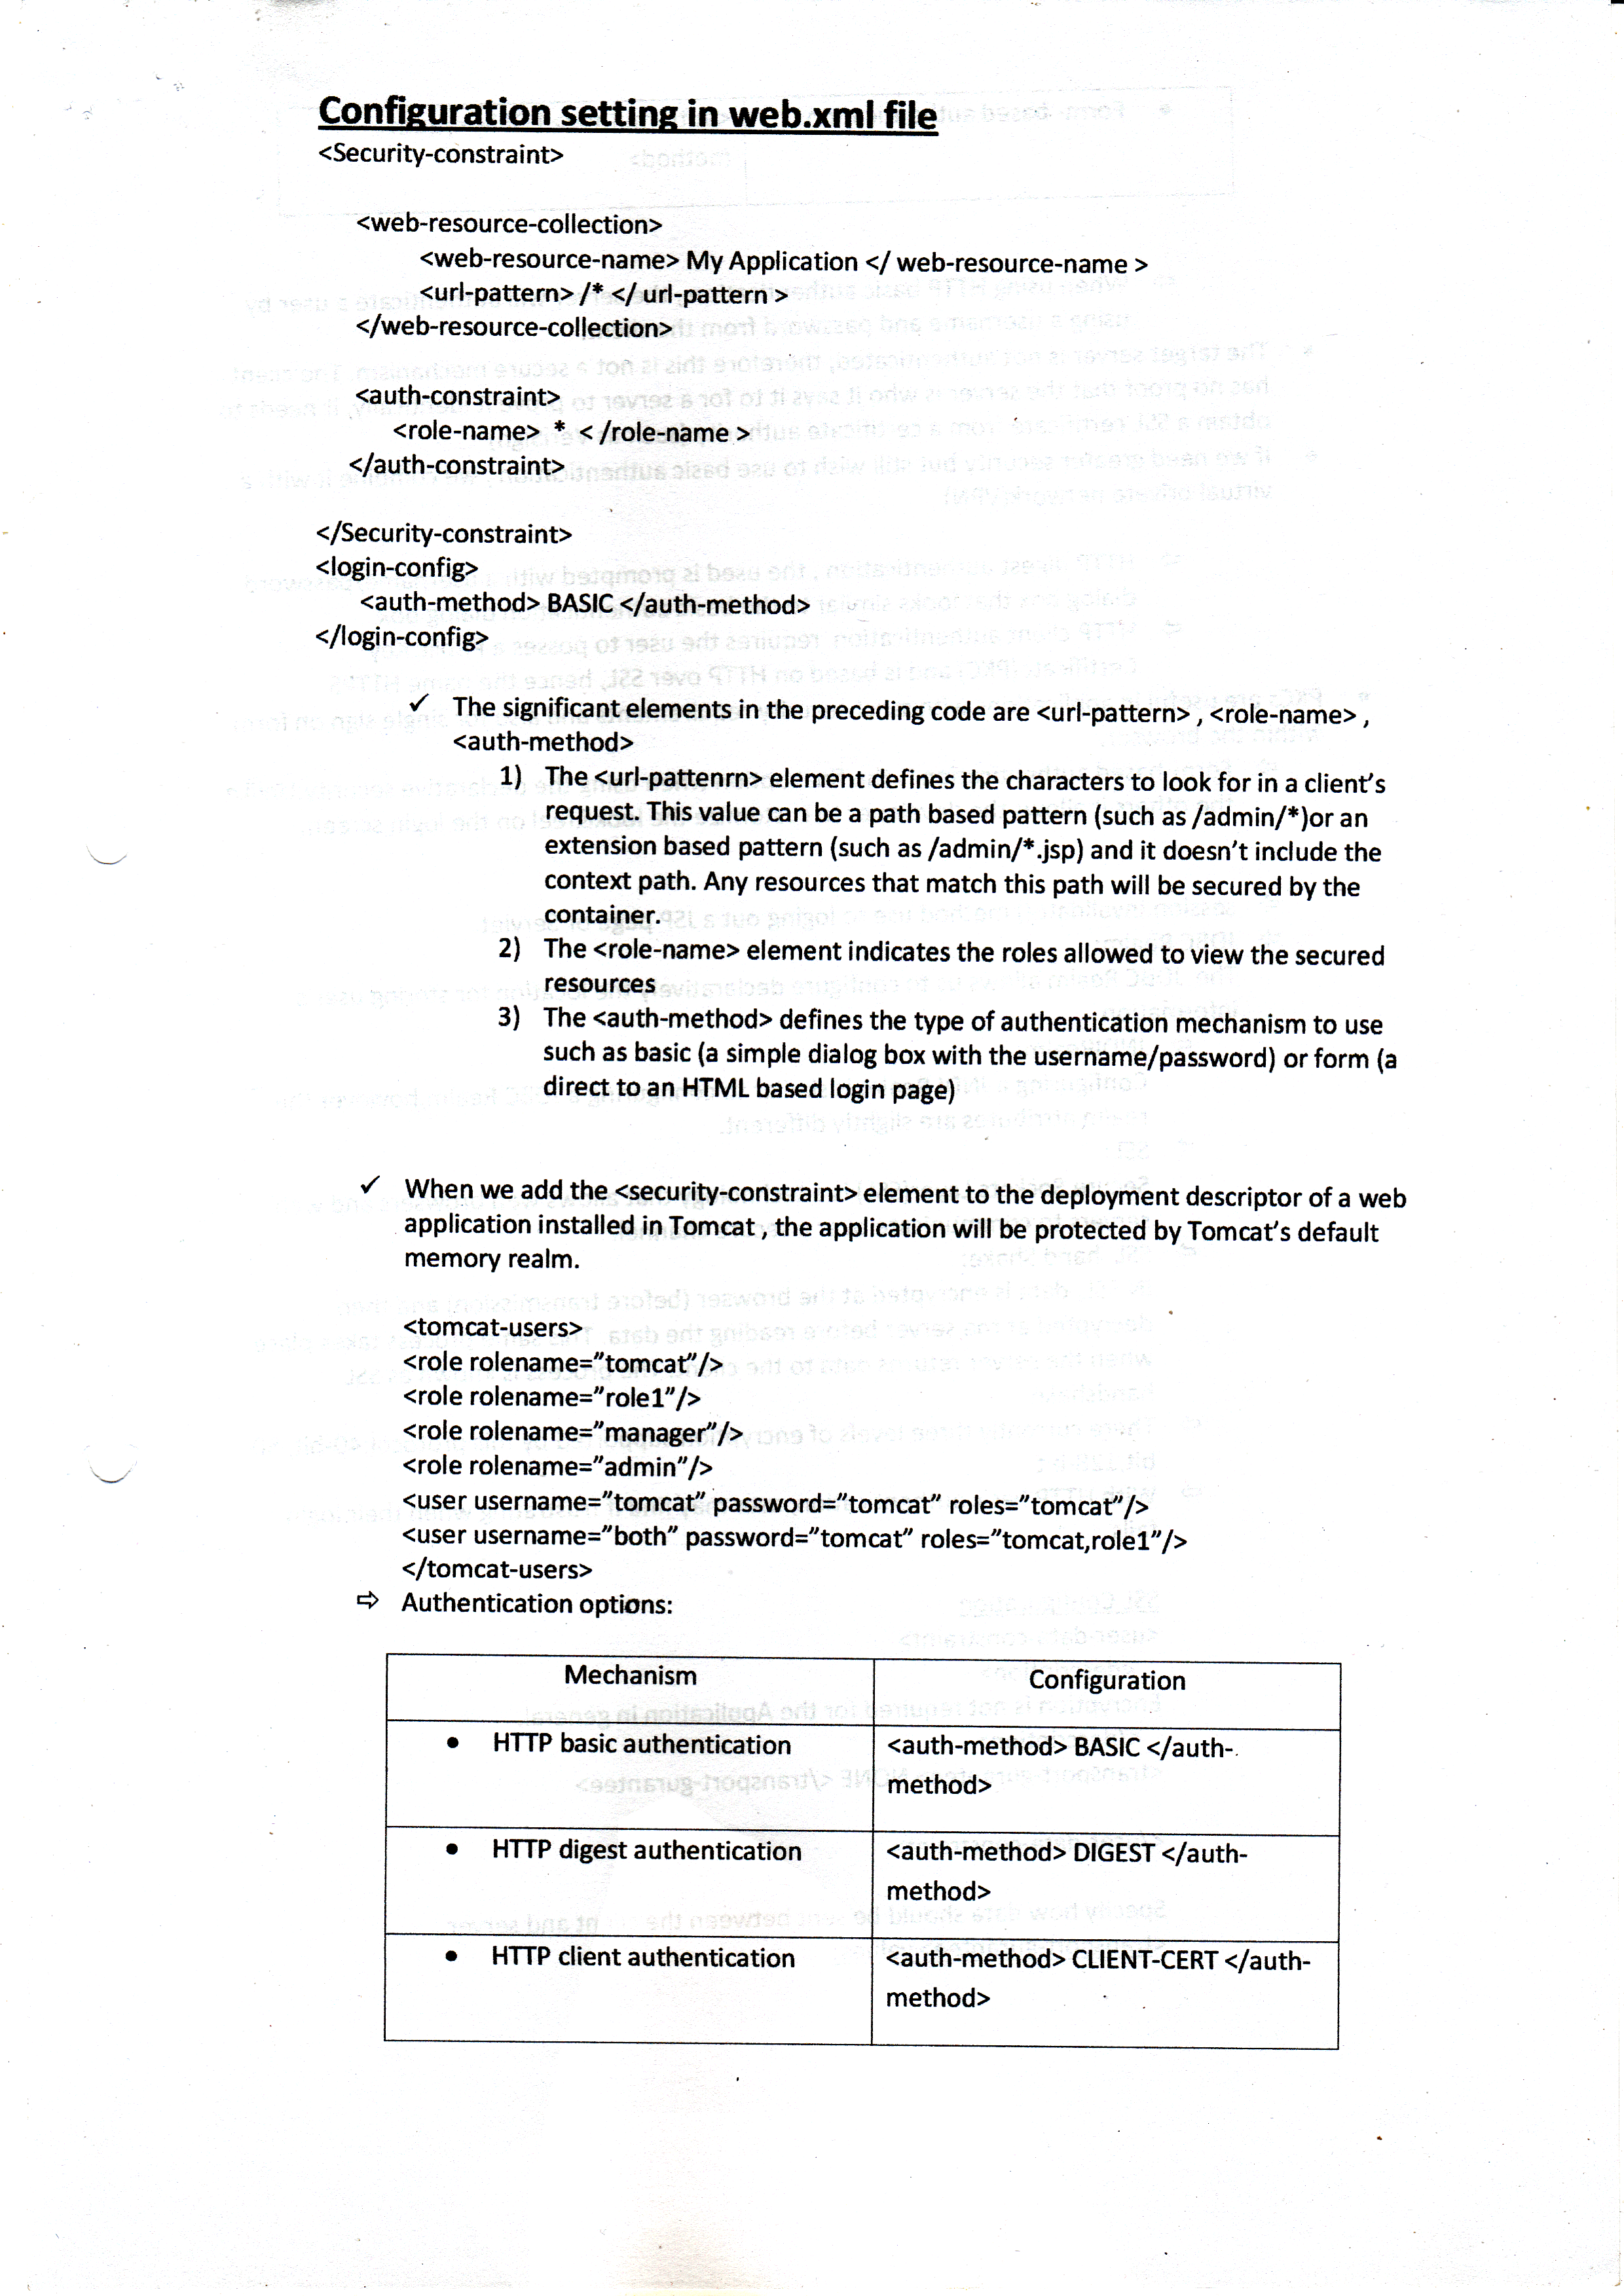 Configuration setting in web.xml file
<Security-constraint>
<web-resource-collection>
<web-resource-name> My Application </ web-resource-name >
<url-pattern> /* </ url-pattern >
</web-resource-collection>
<auth-constraint>
<role-name> * < /role-name >
</auth-constraint>
</Security-constraint>
<login-config>
<auth-method> BASIC </auth-method>
</login-config>
✓ The significant elements in the preceding code are <url-pattern> , <role-name> ,
<auth-method>
1) The <url-pattenrn> element defines the characters to look for in a client's
request. This value can be a path based pattern (such as /admin/*)or an
extension based pattern (such as /admin/*.jsp) and it doesn't include the
context path. Any resources that match this path will be secured by the
container.
2) The <role-name> element indicates the roles allowed to view the secured
resources
3) The <auth-method> defines the type of authentication mechanism to use
such as basic (a simple dialog box with the username/password) or form (a
direct to an HTML based login page)
✓ When we add the <security-constraint> element to the deployment descriptor of a web
application installed in Tomcat , the application will be protected by Tomcat's default
memory realm.
<tomcat-users>
<role rolename="tomcat"/>
<role rolename="role1"/>
<role rolename="manager"/>
<role rolename="admin"/>
<user username="tomcat" password="tomcat" roles="tomcat"/>
<user username="both" password="tomcat" roles="tomcat,role1"/>
</tomcat-users>
⇨ Authentication options:
Mechanism
Configuration
• HTTP basic authentication
<auth-method> BASIC </auth-
method>
• HTTP digest authentication
<auth-method> DIGEST </auth-
method>
• HTTP client authentication
<auth-method> CLIENT-CERT </auth-
method>